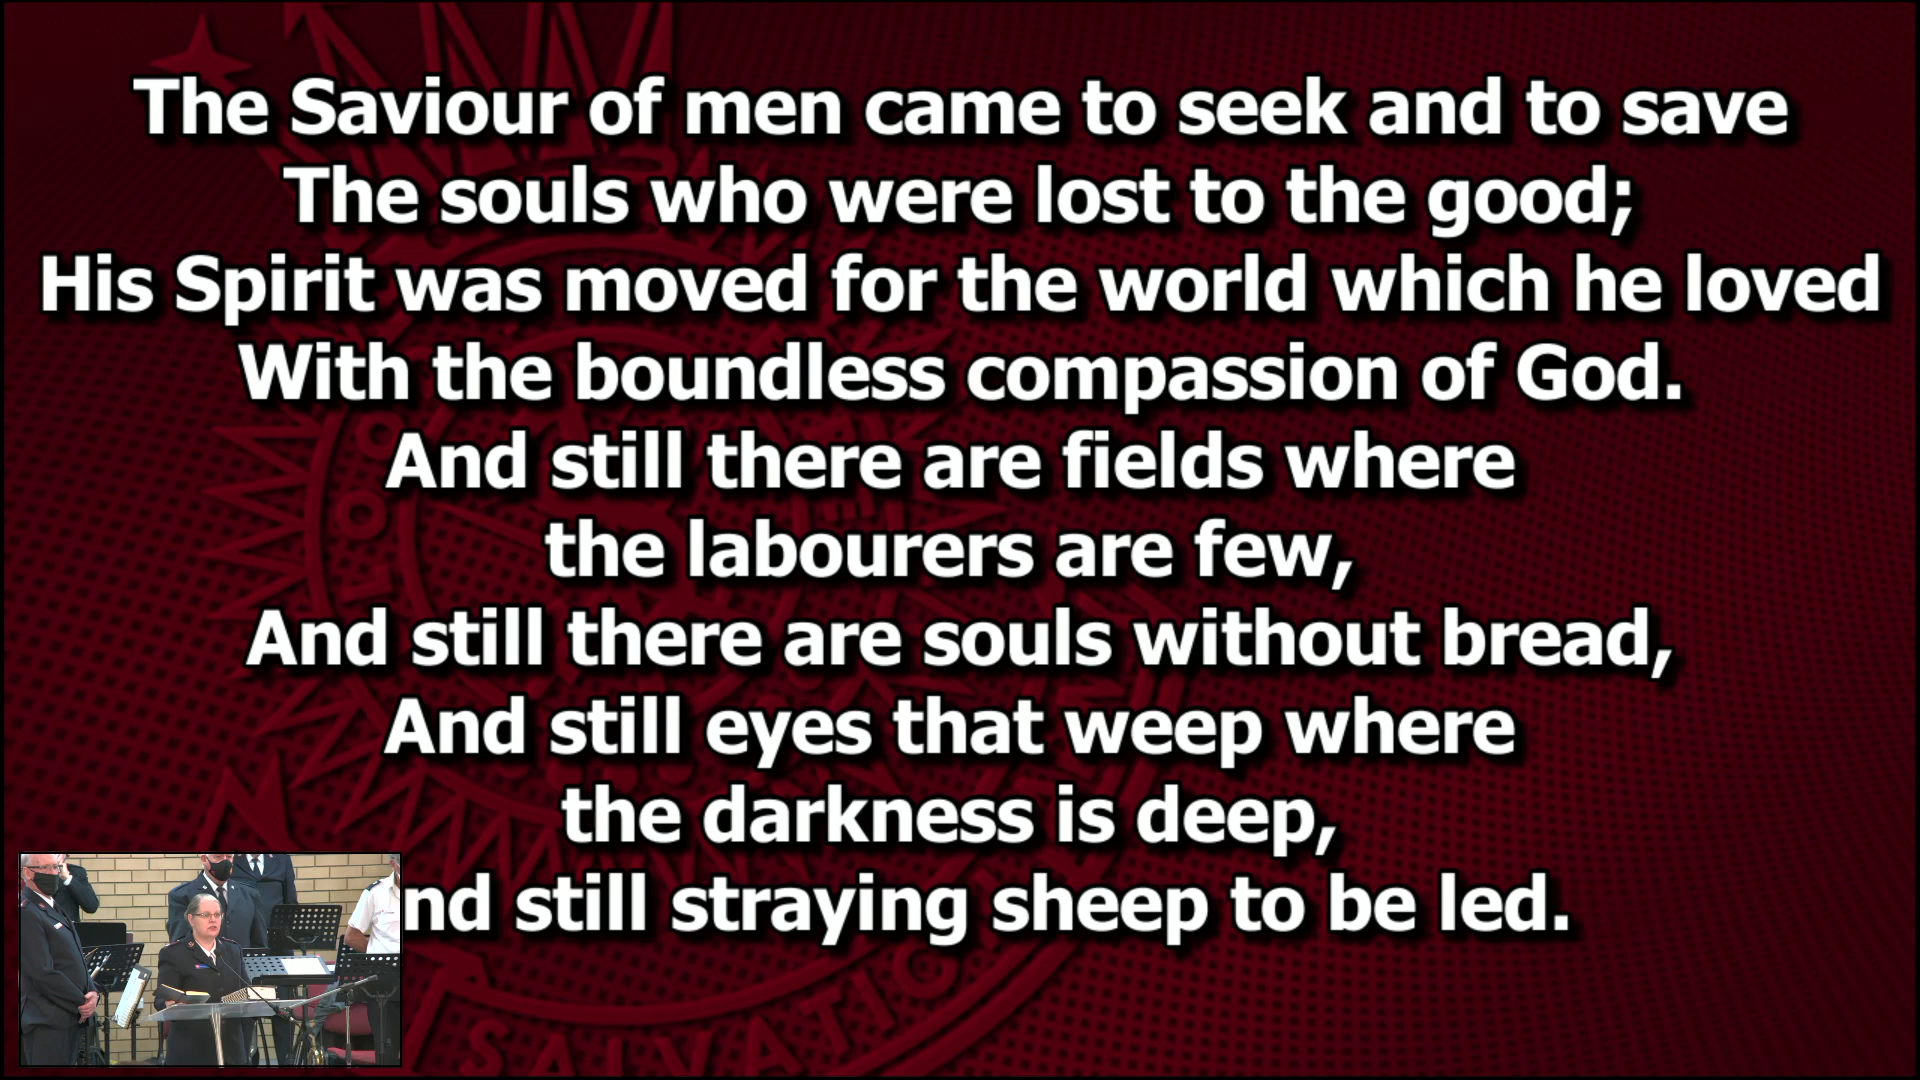 The Saviour of men came to seek and to save
The souls who were lost to the good;
His Spirit was moved for the world which he loved
With the boundless compassion of God.
And still there are fields where
the labourers are few,
And still there are souls without bread,
And still eyes that weep where
the darkness is deep,
nd still straying sheep to be led.
SALVATIO